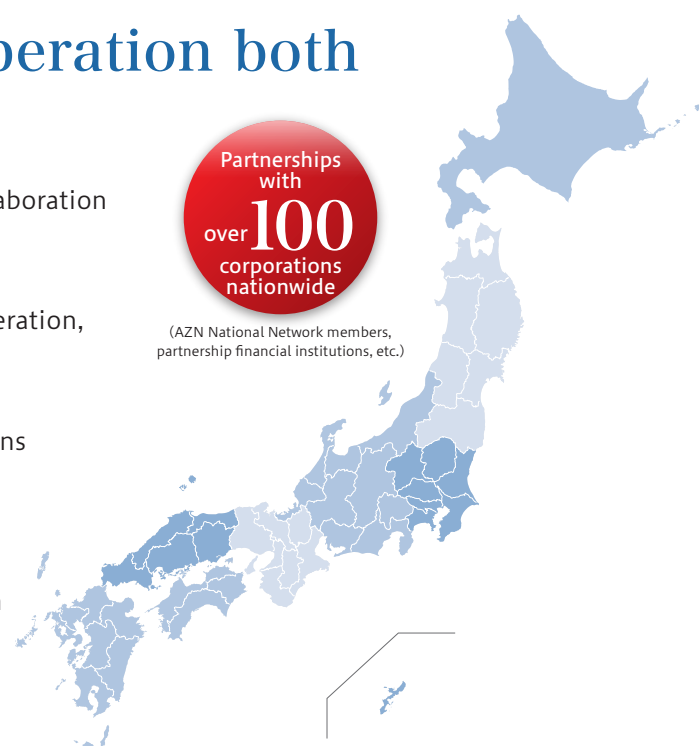 peration both
Partnerships
with
over 100
corporations
nationwide
aboration
eration,
(AZN National Network members,
partnership financial institutions, etc.)
ns